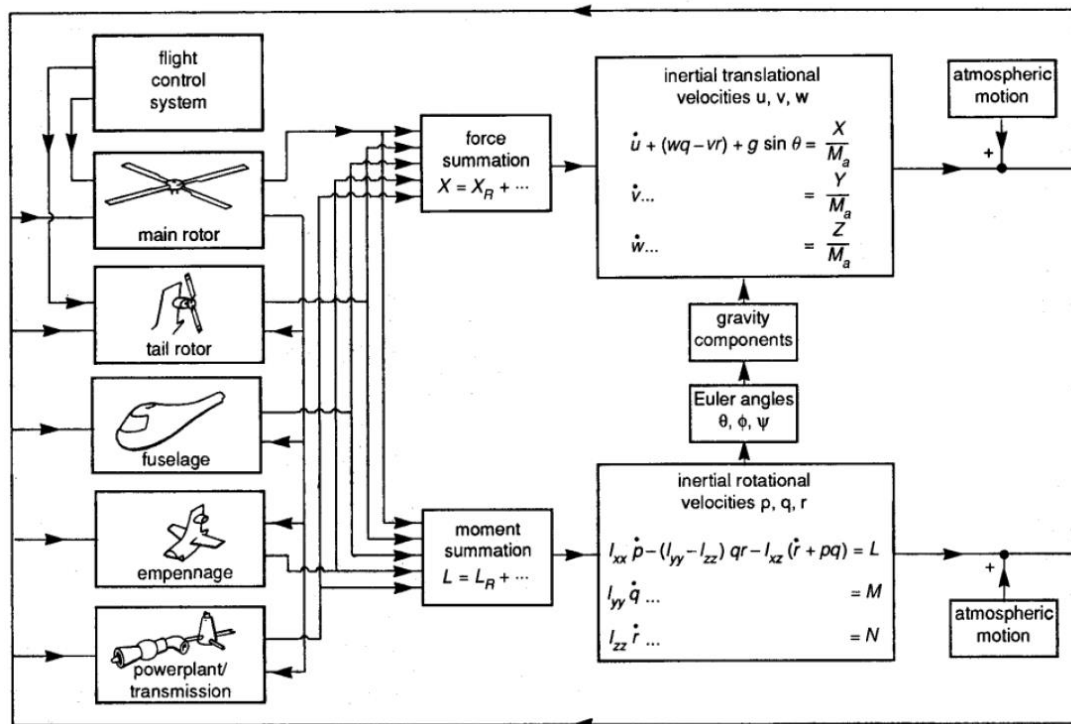 flight
control
system
main rotor
tail rotor
fuselage
empennage
powerplant/
transmission
force
summation
X = X_R + ···
moment
summation
L = L_R + ···
inertial translational
velocities u, v, w
u̇ + (wq – vr) + g sin θ = X/M_a
v̇... = Y/M_a
ẇ... = Z/M_a
gravity
components
Euler angles
θ, ϕ, ψ
inertial rotational
velocities p, q, r
I_xx ṗ – (I_yy – I_zz) qr – I_xz (ṙ + pq) = L
I_yy q̇ ... = M
I_zz ṙ ... = N
atmospheric
motion
+
+
atmospheric
motion